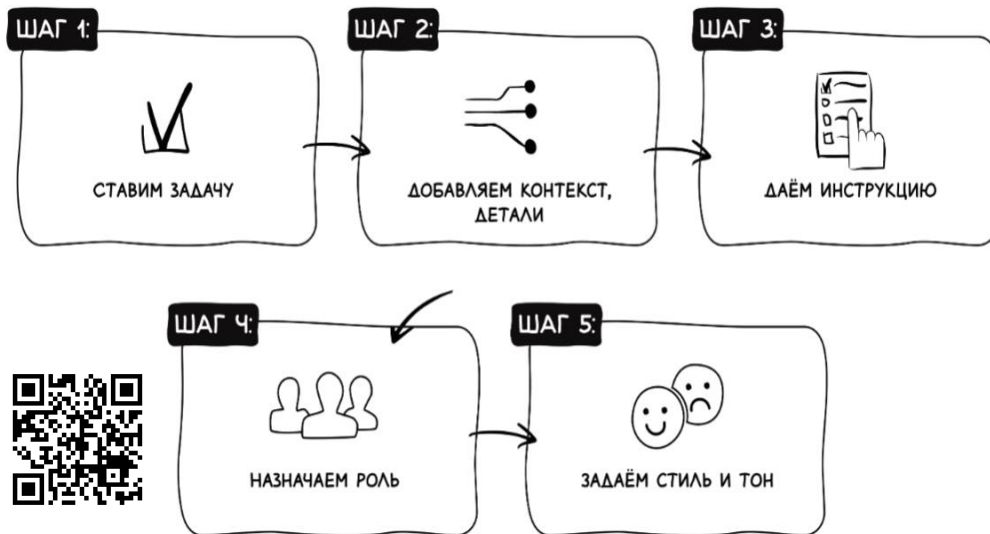 ШАГ 1:
СТАВИМ ЗАДАЧУ
ШАГ 2:
ДОБАВЛЯЕМ КОНТЕКСТ,
ДЕТАЛИ
ШАГ 3:
ДАЁМ ИНСТРУКЦИЮ
ШАГ 4:
НАЗНАЧАЕМ РОЛЬ
ШАГ 5:
ЗАДАЁМ СТИЛЬ И ТОН